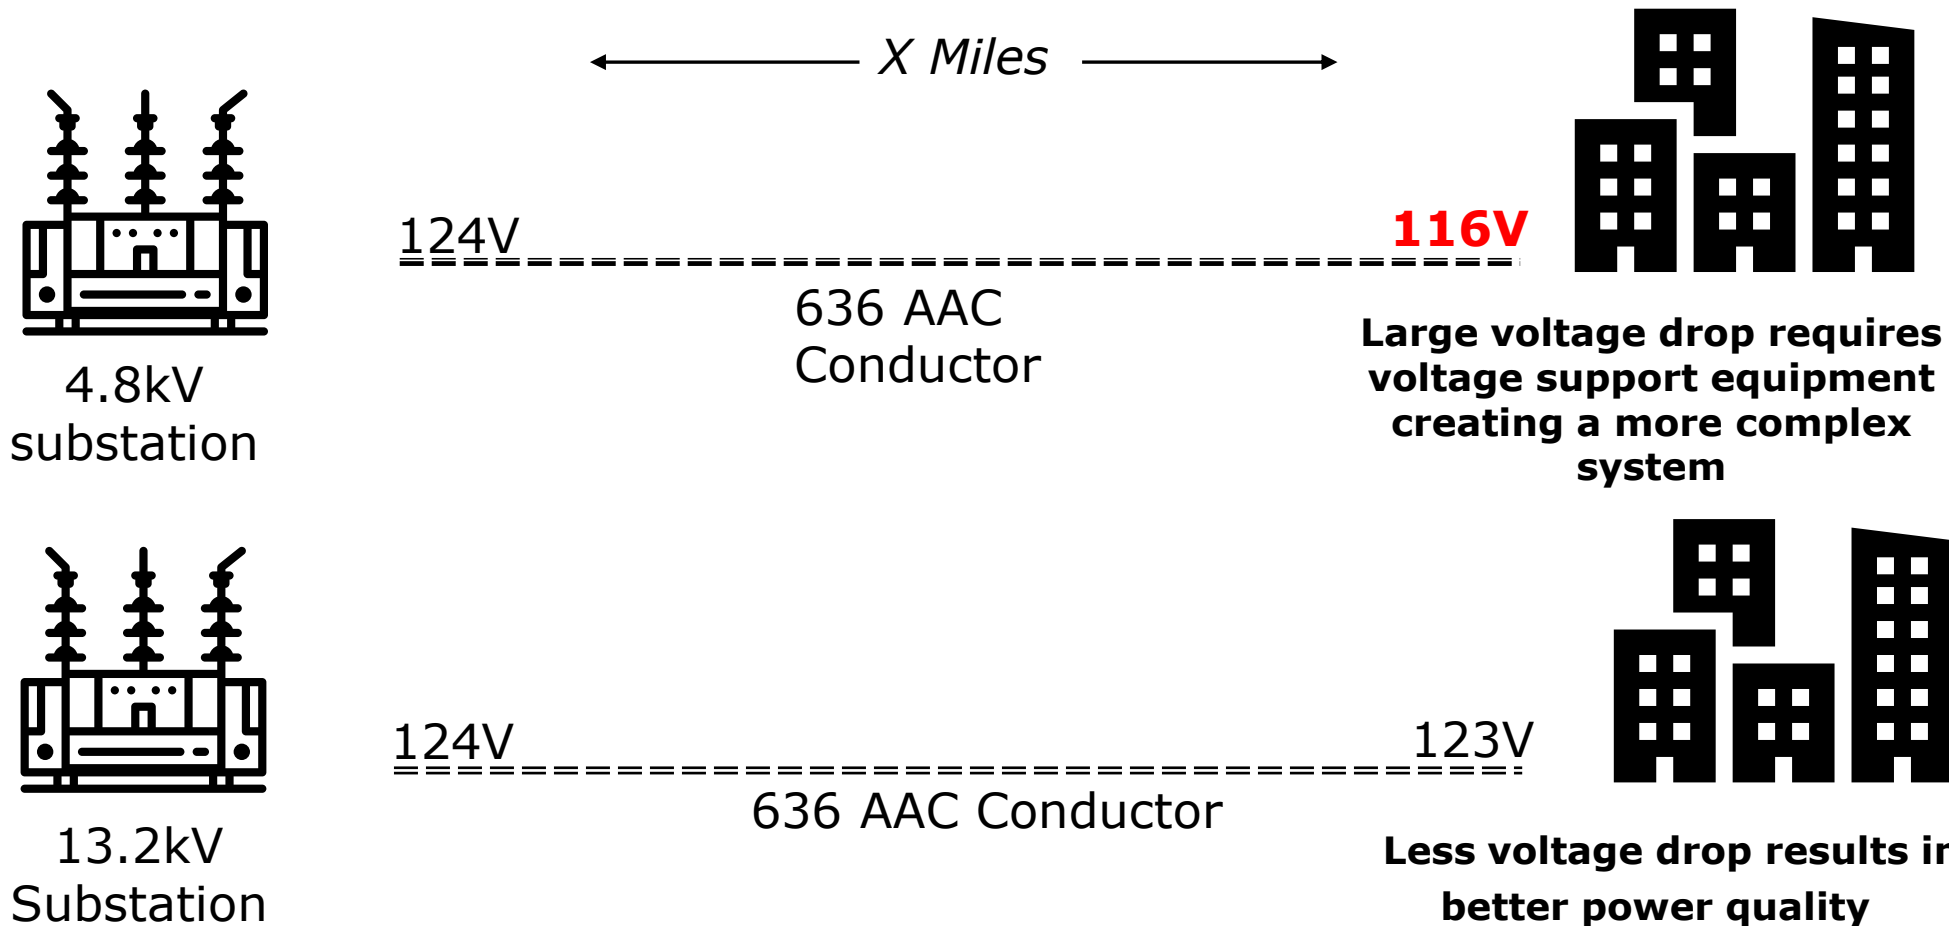 X Miles
124V
116V
636 AAC
Conductor
4.8kV
substation
Large voltage drop requires
voltage support equipment
creating a more complex
system
124V
123V
636 AAC Conductor
13.2kV
Substation
Less voltage drop results in
better power quality